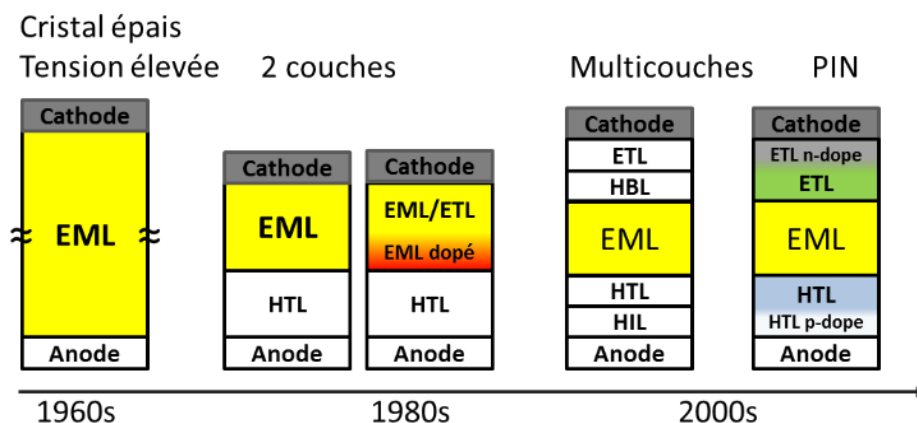 Cristal épais
Tension élevée
2 couches
Multicouches
PIN
Cathode
≈ EML ≈
Anode
Cathode
EML
HTL
Anode
Cathode
EML/ETL
EML dopé
HTL
Anode
Cathode
ETL
HBL
EML
HTL
HIL
Anode
Cathode
ETL n-dope
ETL
EML
HTL
HTL p-dope
Anode
1960s
1980s
2000s